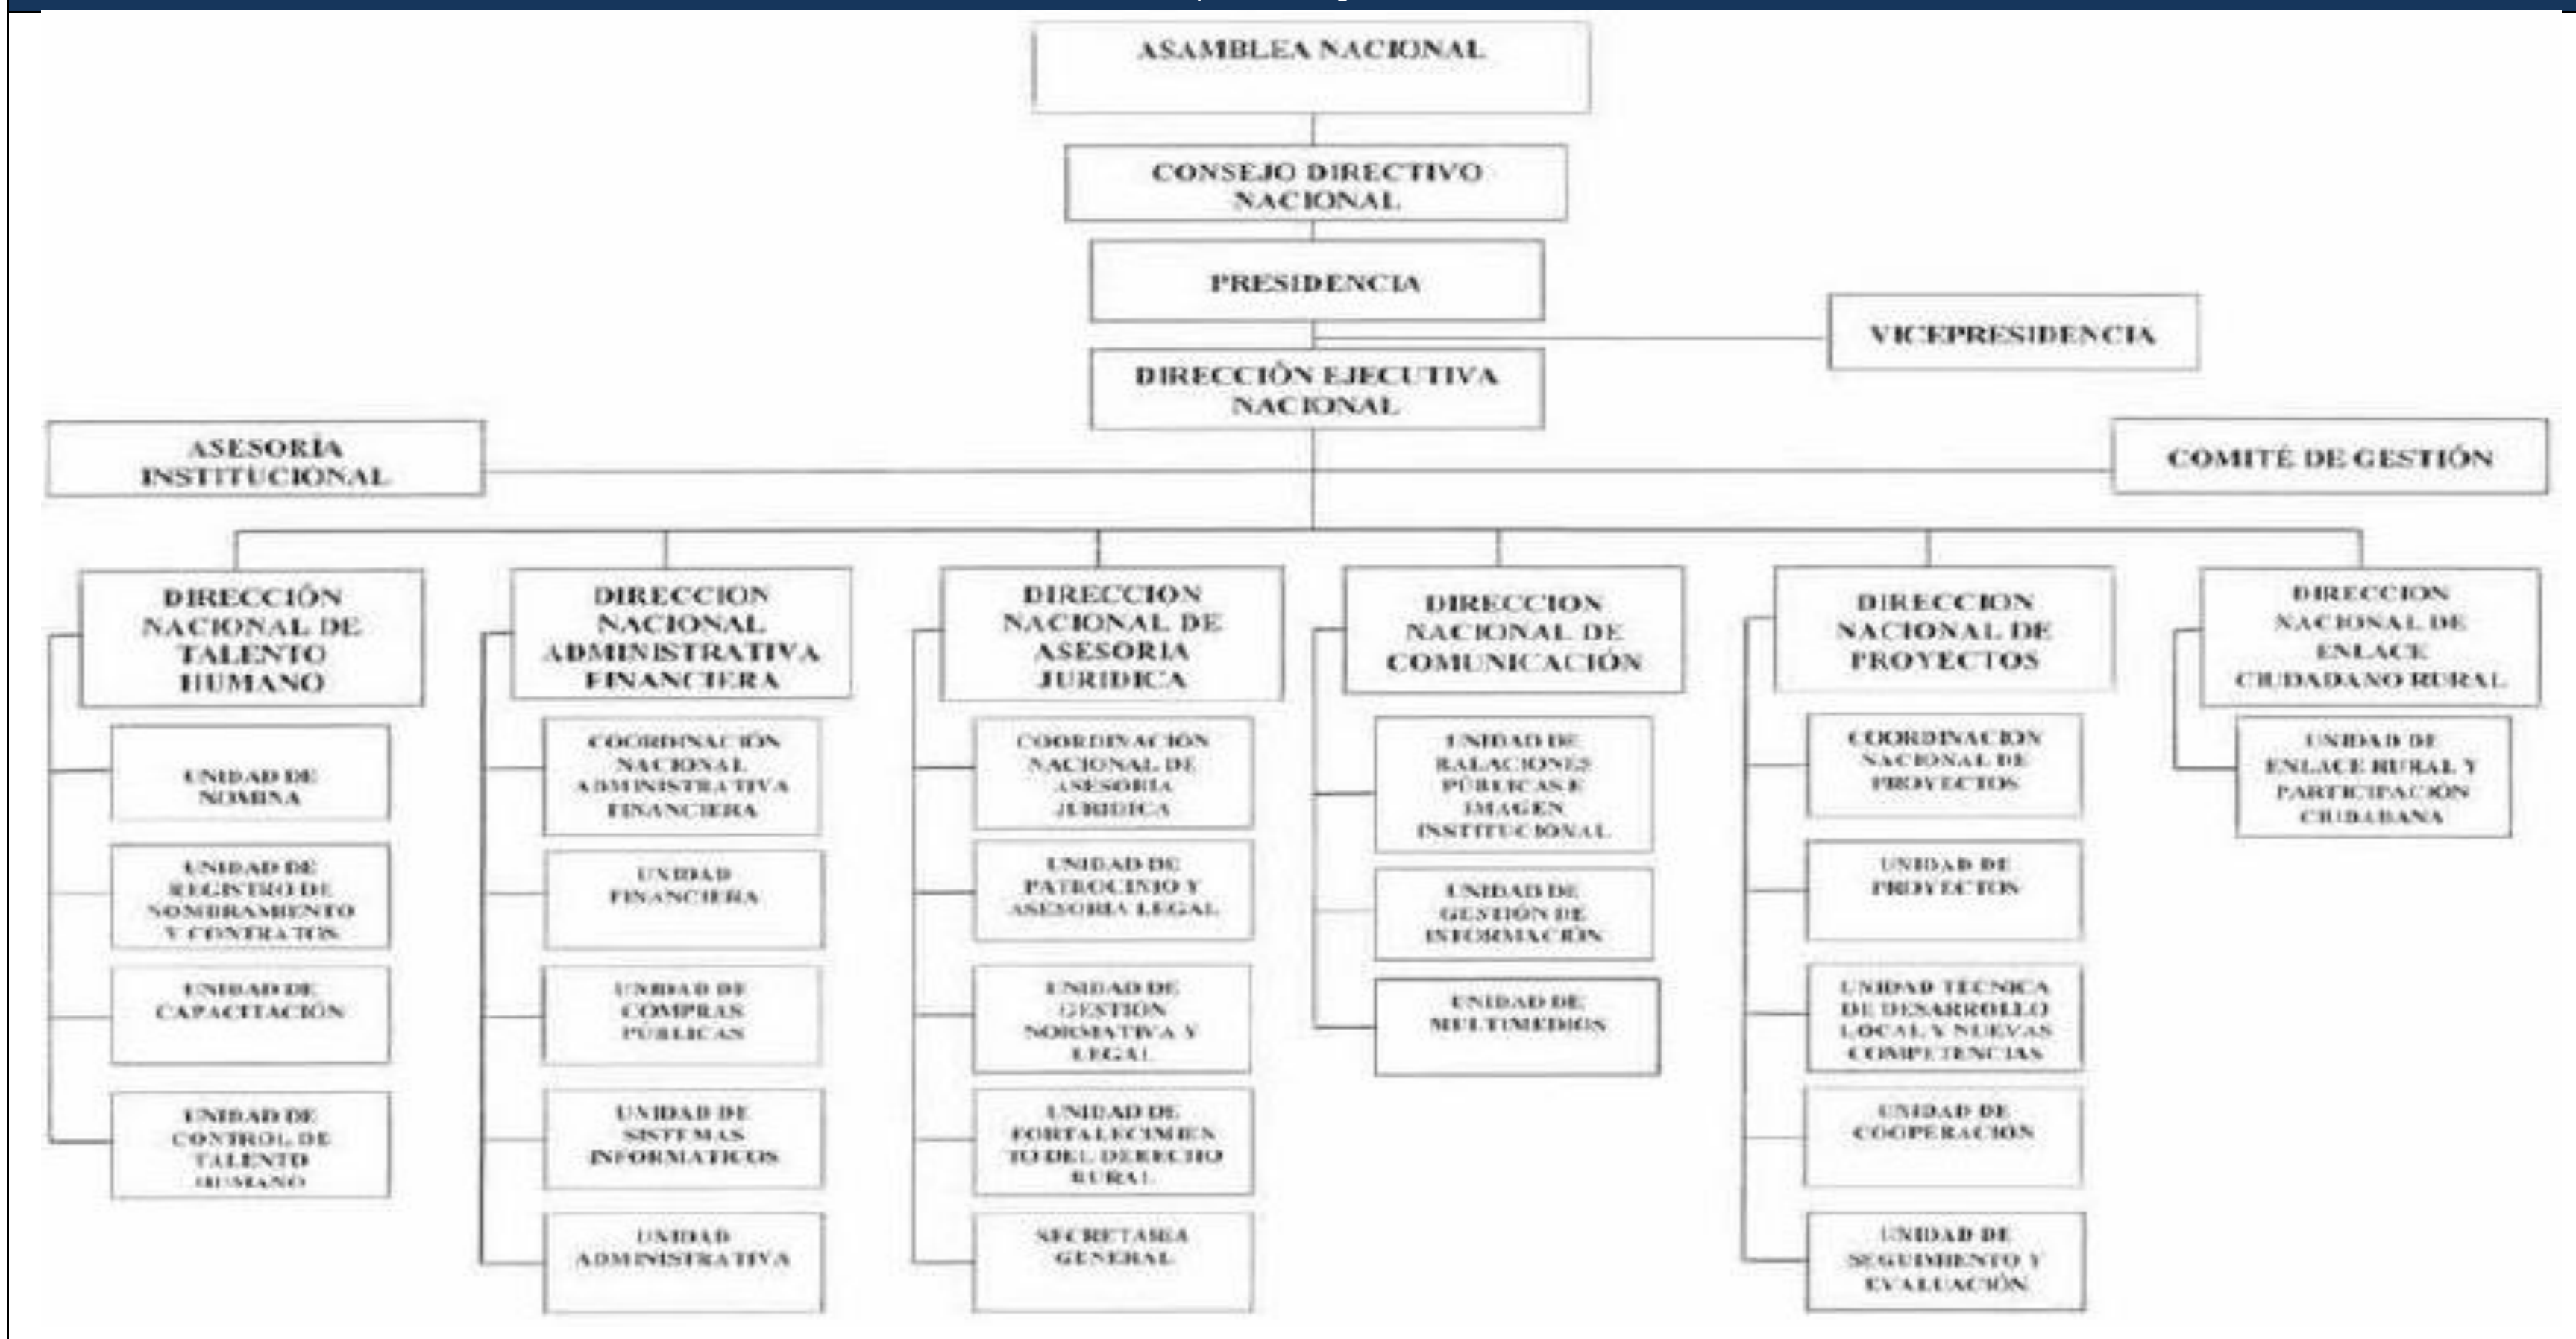 ASAMBLEA NACIONAL
CONSEJO DIRECTIVO
NACIONAL
PRESIDENCIA
VICEPRESIDENCIA
DIRECCIÓN EJECUTIVA
NACIONAL
ASESORÍA
INSTITUCIONAL
COMITÉ DE GESTIÓN
DIRECCIÓN
NACIONAL DE
TALENTO
HUMANO
UNIDAD DE
NOMINA
UNIDAD DE
REGISTRO DE
NOMBRAMIENTO
Y CONTRATOS
UNIDAD DE
CAPACITACIÓN
UNIDAD DE
CONTROL DE
TALENTO
HUMANO
DIRECCION
NACIONAL
ADMINISTRATIVA
FINANCIERA
COORDINACIÓN
NACIONAL
ADMINISTRATIVA
FINANCIERA
UNIDAD
FINANCIERA
UNIDAD DE
COMPRAS
PÚBLICAS
UNIDAD DE
SISTEMAS
INFORMATICOS
UNIDAD
ADMINISTRATIVA
DIRECCION
NACIONAL DE
ASESORIA
JURIDICA
COORDINACIÓN
NACIONAL DE
ASESORIA
JURIDICA
UNIDAD DE
PATROCINIO Y
ASESORIA LEGAL
UNIDAD DE
GESTIÓN
NORMATIVA Y
LEGAL
UNIDAD DE
FORTALECIMIEN
TO DEL DERECHO
RURAL
SECRETARIA
GENERAL
DIRECCION
NACIONAL DE
COMUNICACIÓN
UNIDAD DE
RALACIONES
PÚBLICAS E
IMAGEN
INSTITUCIONAL
UNIDAD DE
GESTIÓN DE
INFORMACIÓN
UNIDAD DE
MULTIMEDIOS
DIRECCION
NACIONAL DE
PROYECTOS
COORDINACION
NACIONAL DE
PROYECTOS
UNIDAD DE
PROYECTOS
UNIDAD TÉCNICA
DE DESARROLLO
LOCAL Y NUEVAS
COMPETENCIAS
UNIDAD DE
COOPERACIÓN
UNIDAD DE
SEGUIMIENTO Y
EVALUACIÓN
DIRECCION
NACIONAL DE
ENLACE
CIUDADANO RURAL
UNIDAD DE
ENLACE RURAL Y
PARTICIPACIÓN
CIUDADANA